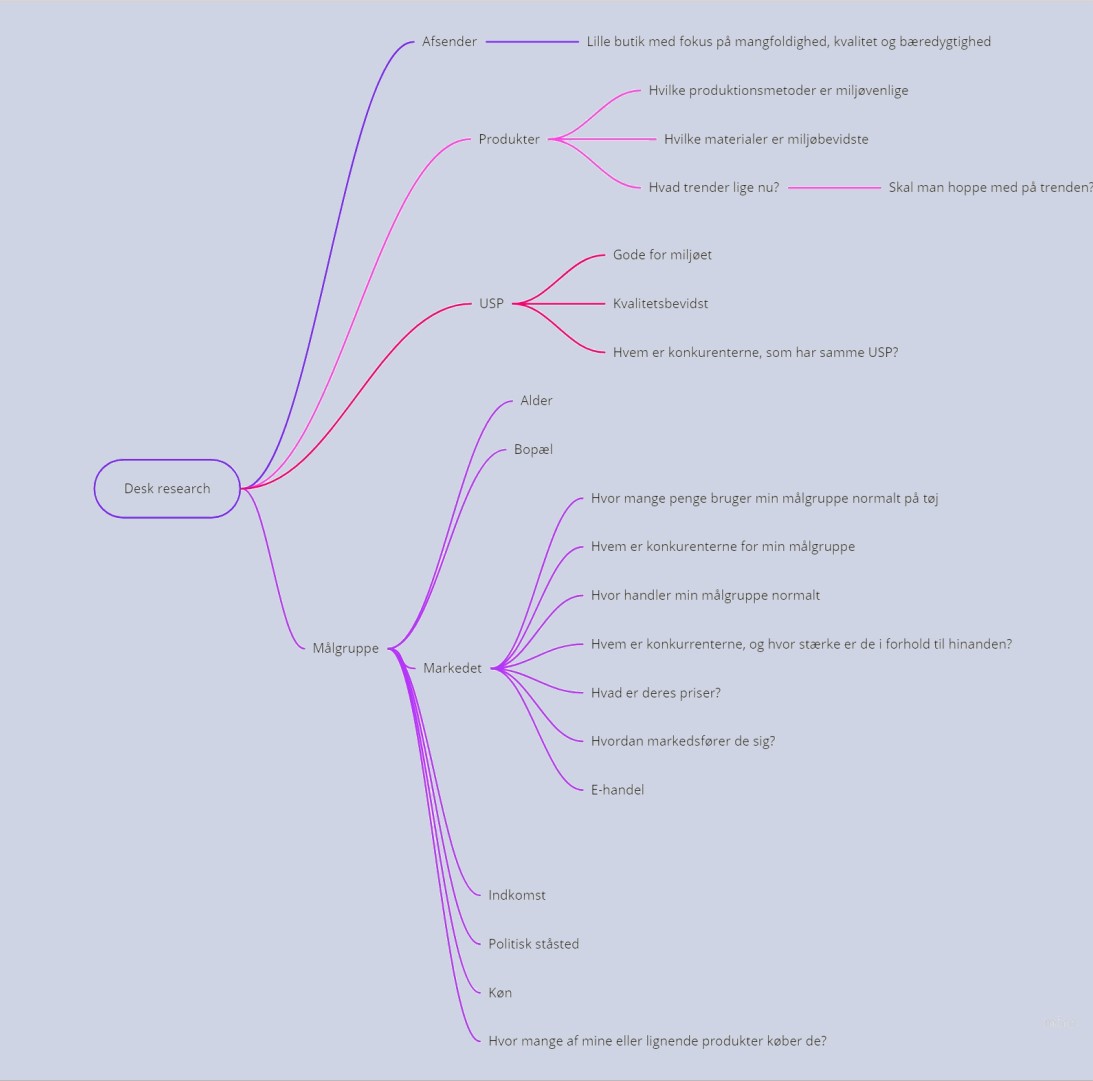 Afsender
Lille butik med fokus på mangfoldighed, kvalitet og bæredygtighed
Produkter
Hvilke produktionsmetoder er miljøvenlige
Hvilke materialer er miljøbevidste
Hvad trender lige nu?
Skal man hoppe med på trenden?
USP
Gode for miljøet
Kvalitetsbevidst
Hvem er konkurenterne, som har samme USP?
Desk research
Målgruppe
Alder
Bopæl
Markedet
Hvor mange penge bruger min målgruppe normalt på tøj
Hvem er konkurenterne for min målgruppe
Hvor handler min målgruppe normalt
Hvem er konkurrenterne, og hvor stærke er de i forhold til hinanden?
Hvad er deres priser?
Hvordan markedsfører de sig?
E-handel
Indkomst
Politisk ståsted
Køn
Hvor mange af mine eller lignende produkter køber de?